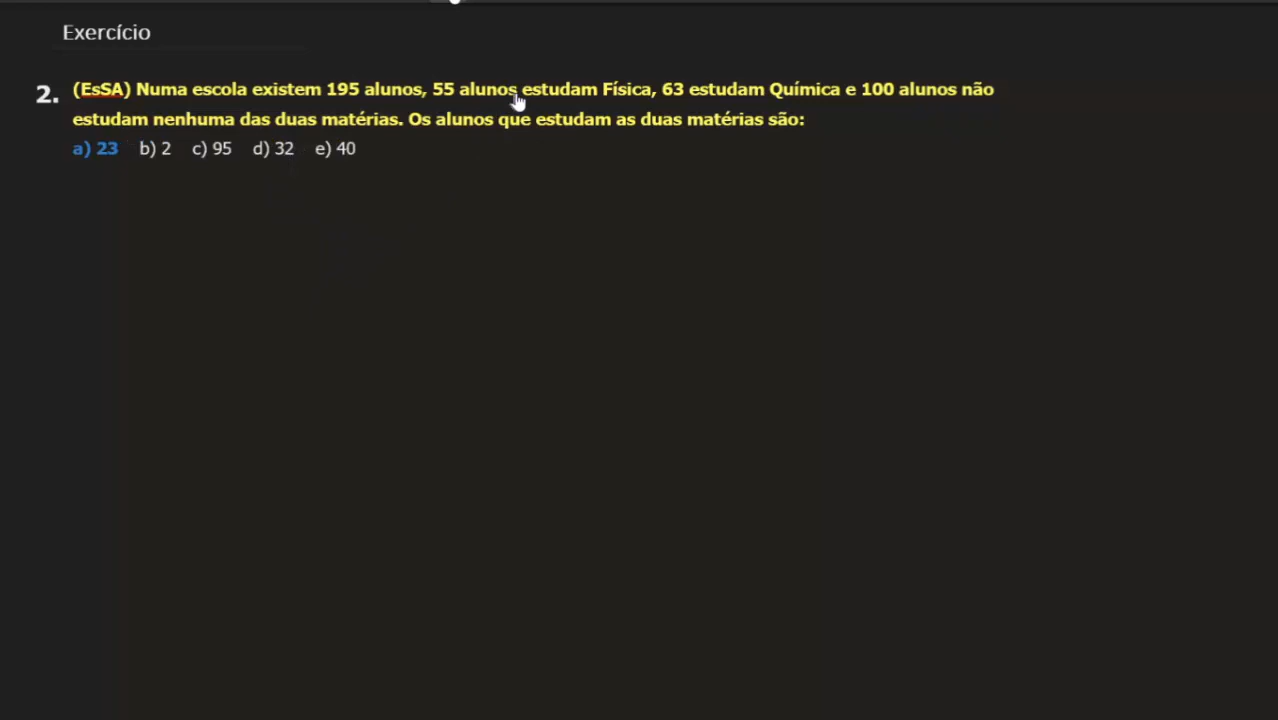 Exercício
2. (EsSA) Numa escola existem 195 alunos, 55 alunos estudam Física, 63 estudam Química e 100 alunos não
estudam nenhuma das duas matérias. Os alunos que estudam as duas matérias são:
a) 23 b) 2 c) 95 d) 32 e) 40